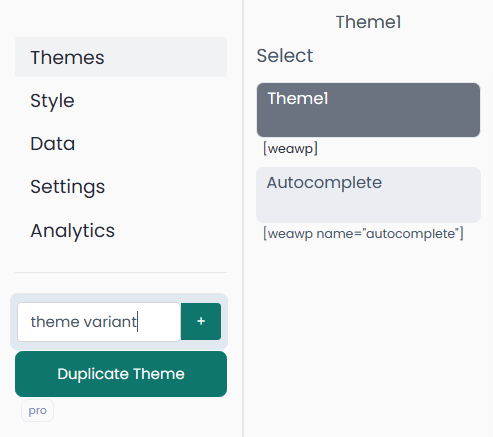 Themes
Style
Data
Settings
Analytics
theme variant
+
Duplicate Theme
pro
Theme1
Select
Theme1
[weawp]
Autocomplete
[weawp name="autocomplete"]